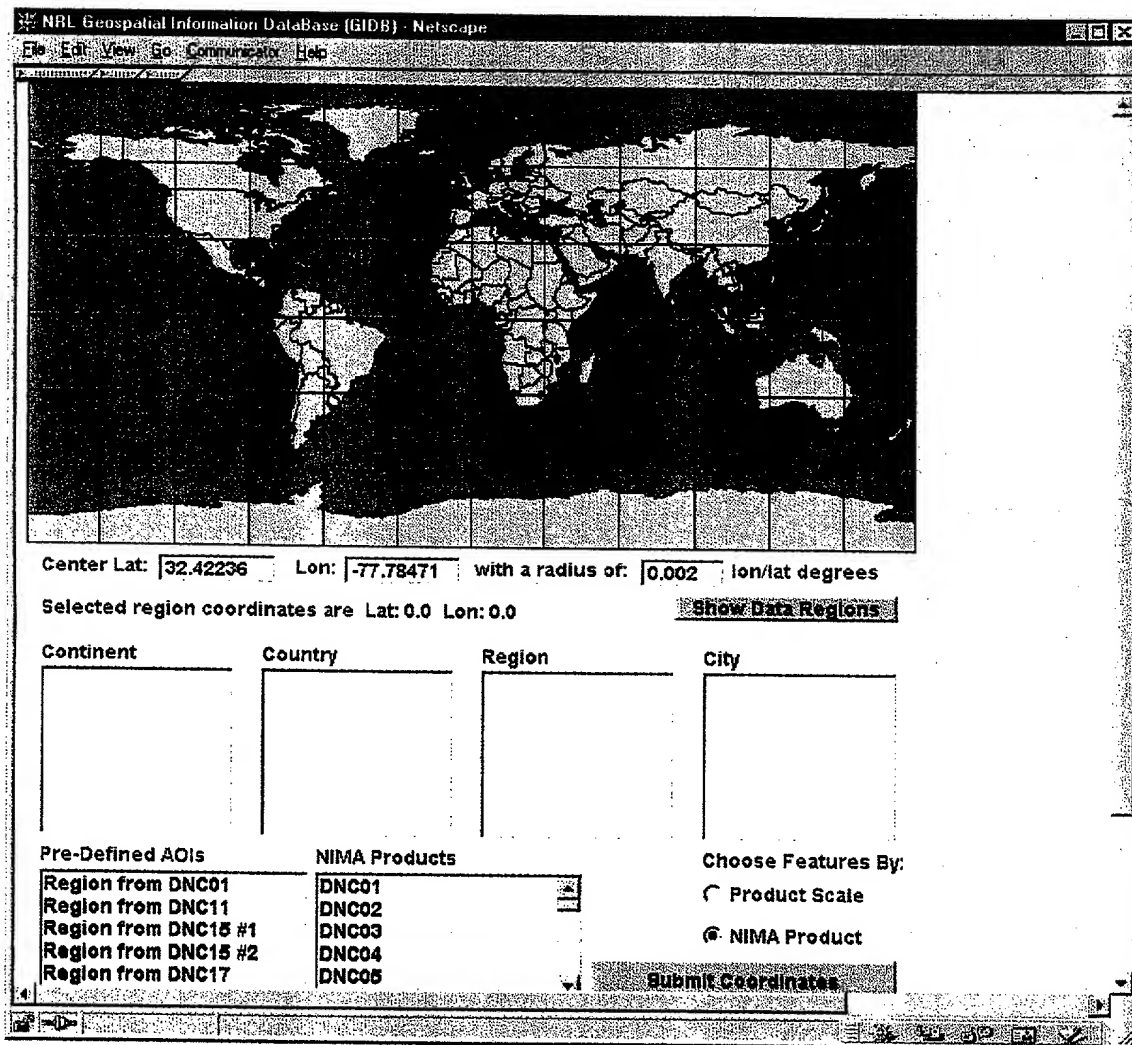 NRL Geospatial Information DataBase (GIDB) - Netscape
File Edit View Go Communicator Help
Center Lat: 32.42236 Lon: -77.78471 with a radius of: 0.002 lon/lat degrees
Selected region coordinates are Lat: 0.0 Lon: 0.0 Show Data Regions
Continent Country Region City
Pre-Defined AOIs NIMA Products Choose Features By:
Region from DNC01 DNC01
Region from DNC11 DNC02 Product Scale
Region from DNC15 #1 DNC03
Region from DNC15 #2 DNC04 NIMA Product
Region from DNC17 DNC05 Submit Coordinates